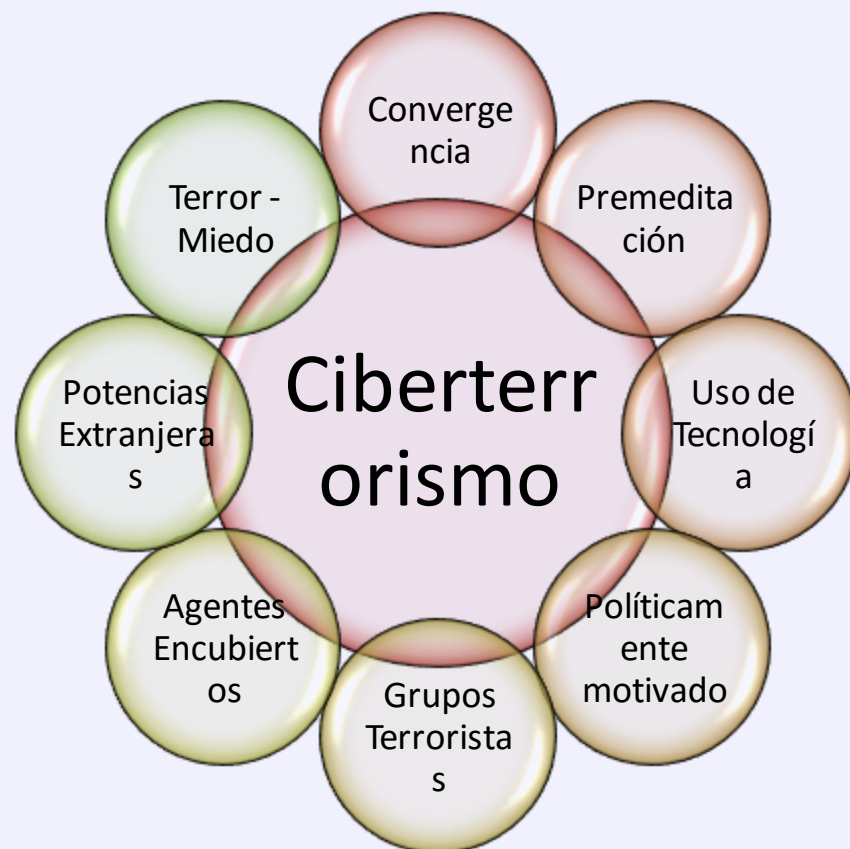 Converge
ncia
Premedita
ción
Uso de
Tecnologí
a
Políticam
ente
motivado
Grupos
Terrorista
s
Agentes
Encubiert
os
Potencias
Extranjera
s
Terror -
Miedo
Ciberterr
orismo